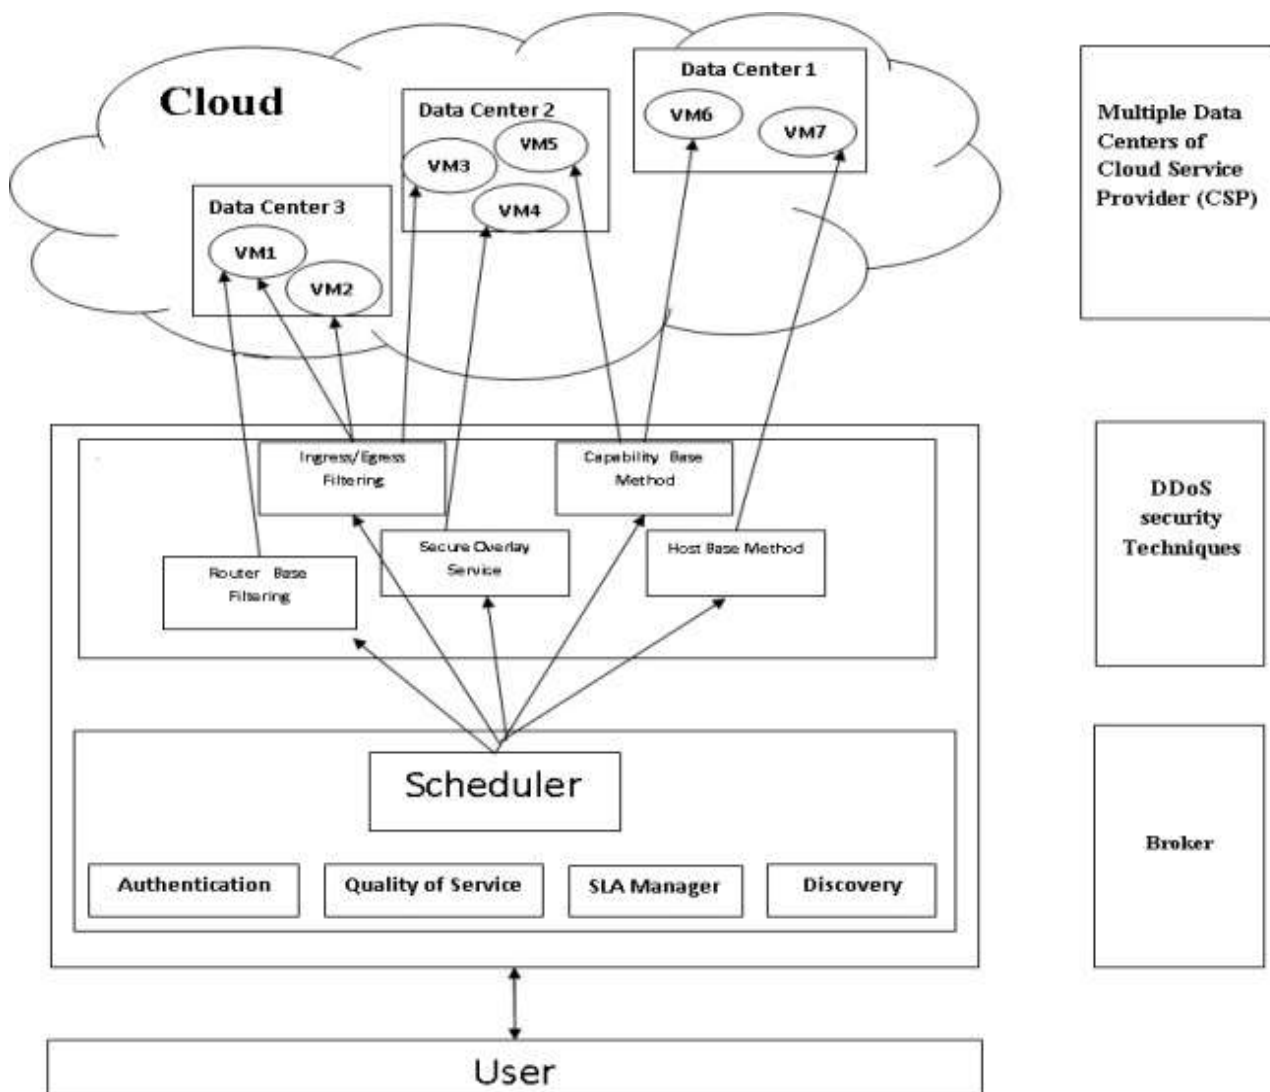 Cloud
Data Center 1
VM6
VM7
Data Center 2
VM5
VM3
VM4
Data Center 3
VM1
VM2
Multiple Data
Centers of
Cloud Service
Provider (CSP)
Ingress/Egress
Filtering
Capability Base
Method
Secure Overlay
Service
Host Base Method
Router Base
Filtering
DDoS
security
Techniques
Scheduler
Authentication
Quality of Service
SLA Manager
Discovery
Broker
User